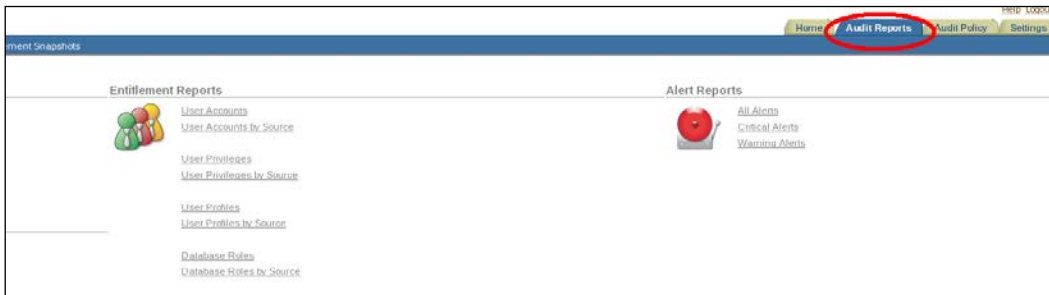 Help Logout
Home Audit Reports Audit Policy Settings
ement Snapshots
Entitlement Reports
User Accounts
User Accounts by Source
User Privileges
User Privileges by Source
User Profiles
User Profiles by Source
Database Roles
Database Roles by Source
Alert Reports
All Alerts
Critical Alerts
Warning Alerts